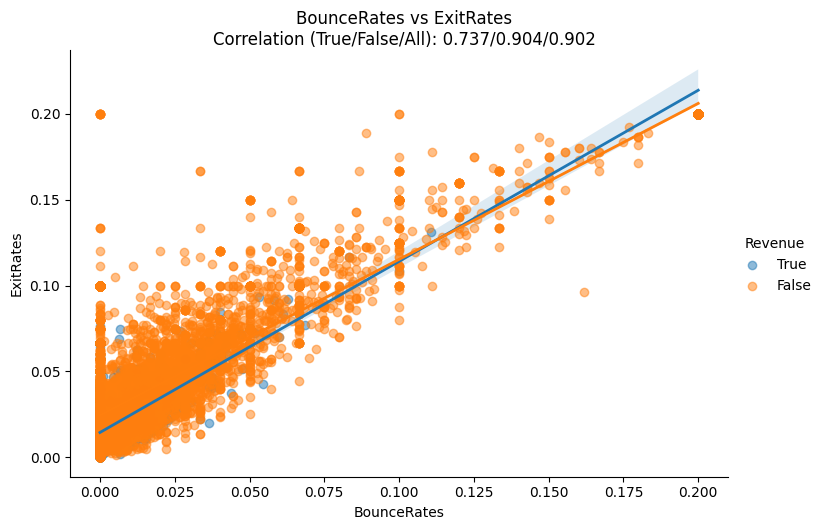 BounceRates vs ExitRates
Correlation (True/False/All): 0.737/0.904/0.902
0.20
0.15
0.10
0.05
0.00
ExitRates
Revenue
True
False
0.000 0.025 0.050 0.075 0.100 0.125 0.150 0.175 0.200
BounceRates